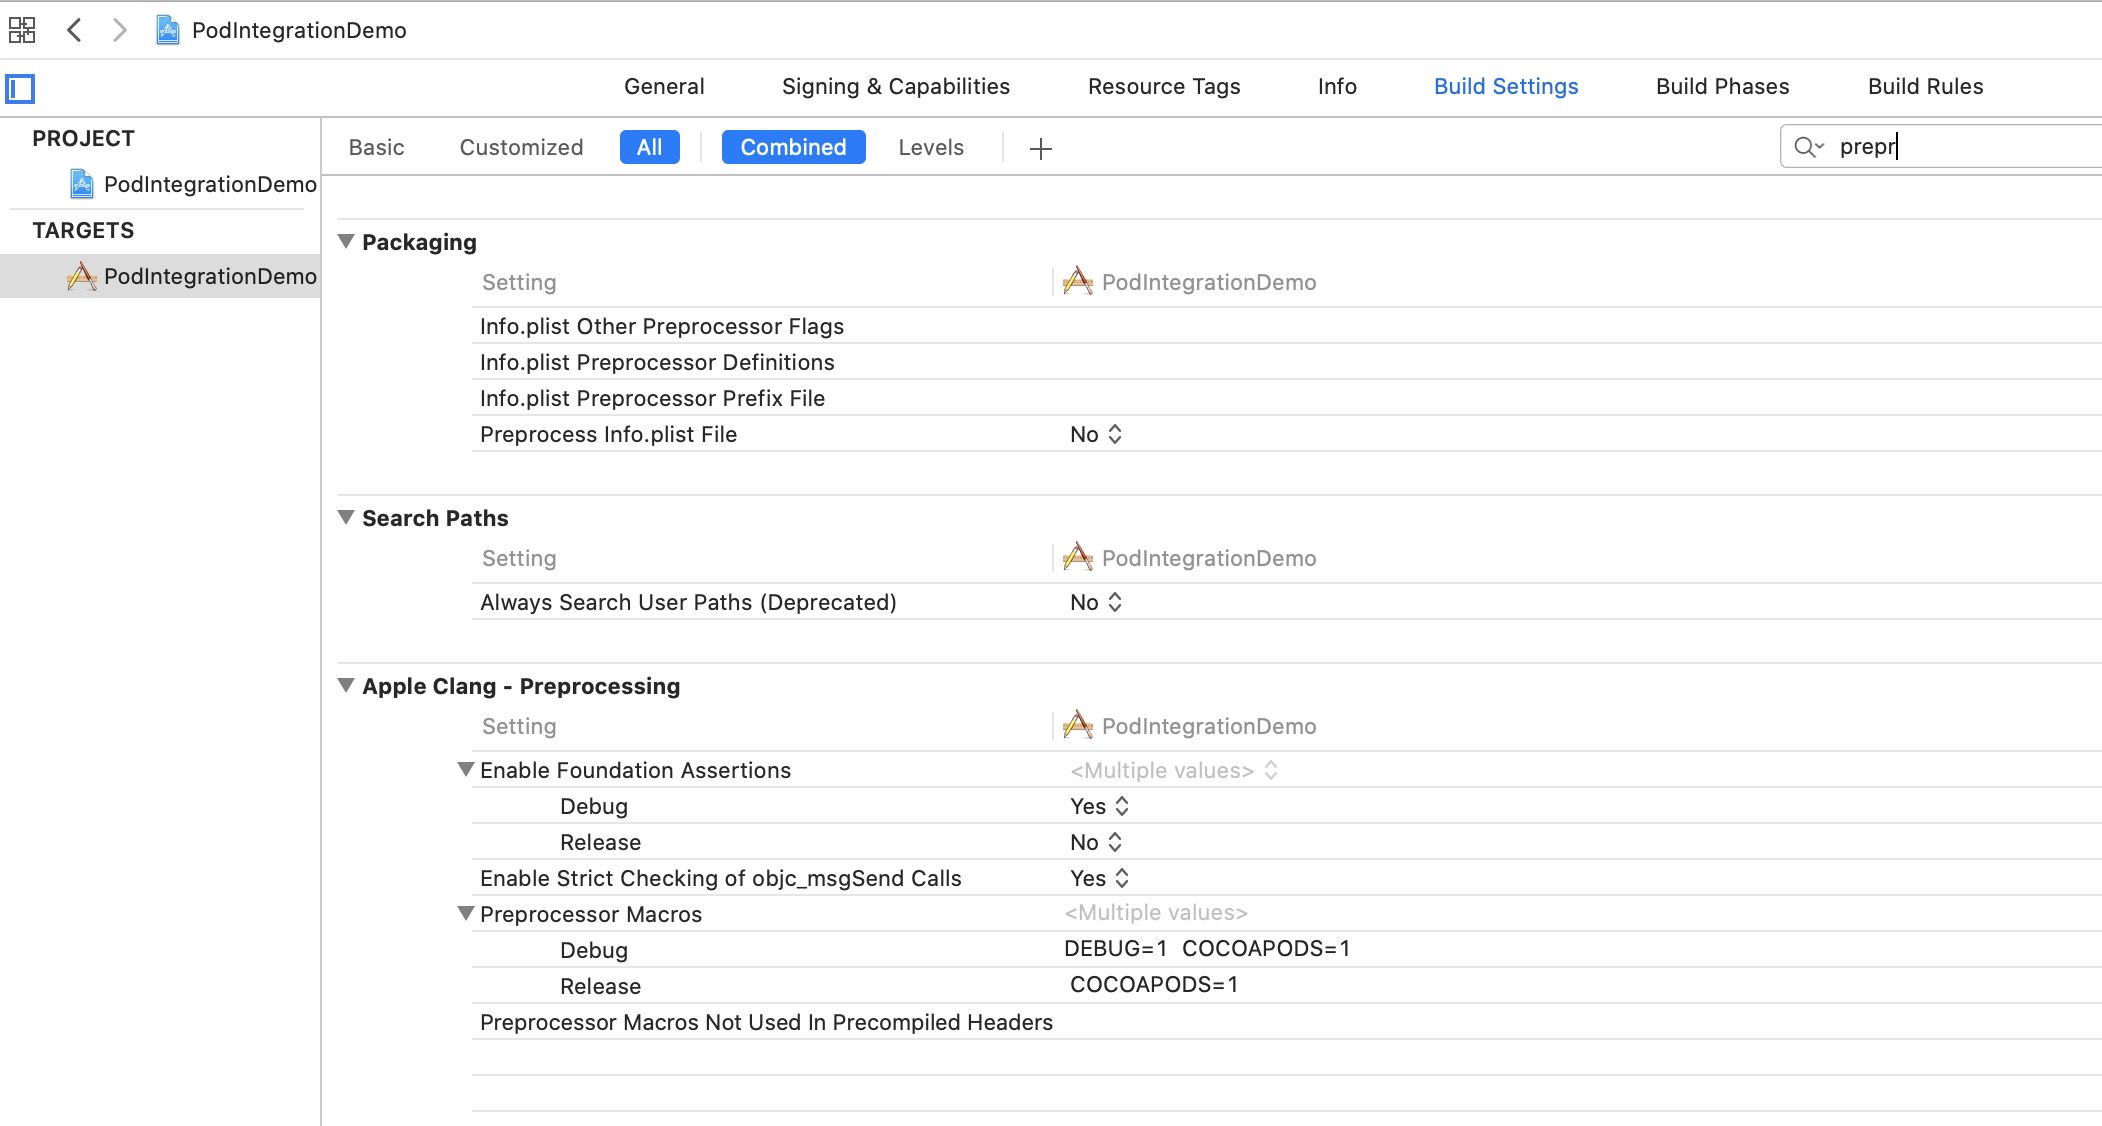 PodIntegrationDemo
General Signing & Capabilities Resource Tags Info Build Settings Build Phases Build Rules
PROJECT
PodIntegrationDemo
TARGETS
PodIntegrationDemo
Basic Customized All Combined Levels prepr
Packaging
Setting PodIntegrationDemo
Info.plist Other Preprocessor Flags
Info.plist Preprocessor Definitions
Info.plist Preprocessor Prefix File
Preprocess Info.plist File No
Search Paths
Setting PodIntegrationDemo
Always Search User Paths (Deprecated) No
Apple Clang - Preprocessing
Setting PodIntegrationDemo
Enable Foundation Assertions <Multiple values>
Debug Yes
Release No
Enable Strict Checking of objc_msgSend Calls Yes
Preprocessor Macros <Multiple values>
Debug DEBUG=1 COCOAPODS=1
Release COCOAPODS=1
Preprocessor Macros Not Used In Precompiled Headers